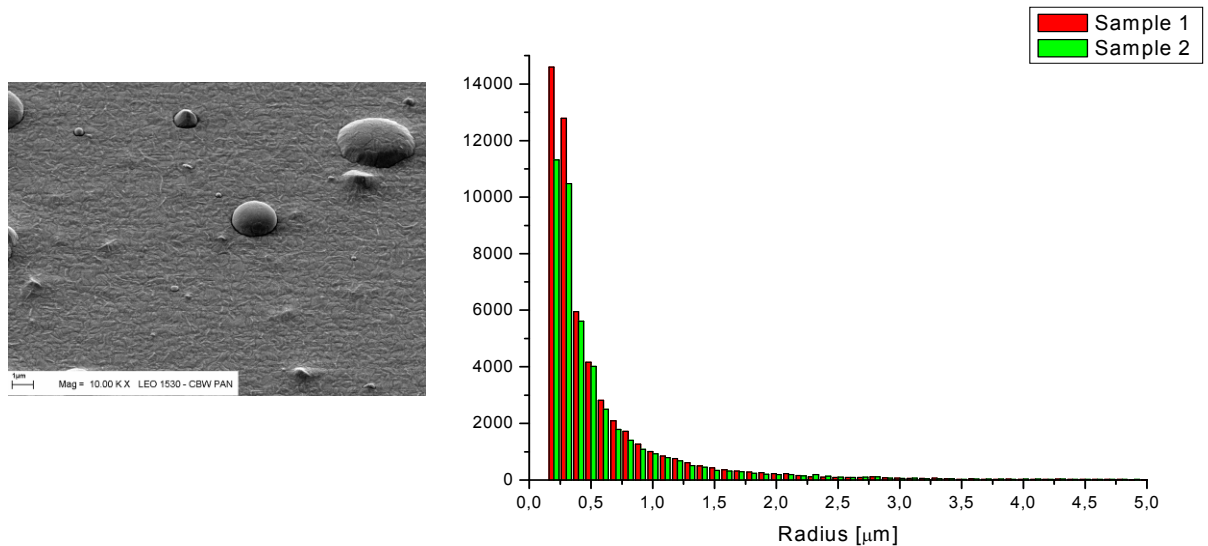 Sample 1
Sample 2
14000
12000
10000
8000
6000
4000
2000
0
0,0 0,5 1,0 1,5 2,0 2,5 3,0 3,5 4,0 4,5 5,0
Radius [μm]
1µm
Mag = 10.00 K X LEO 1530 - CBW PAN